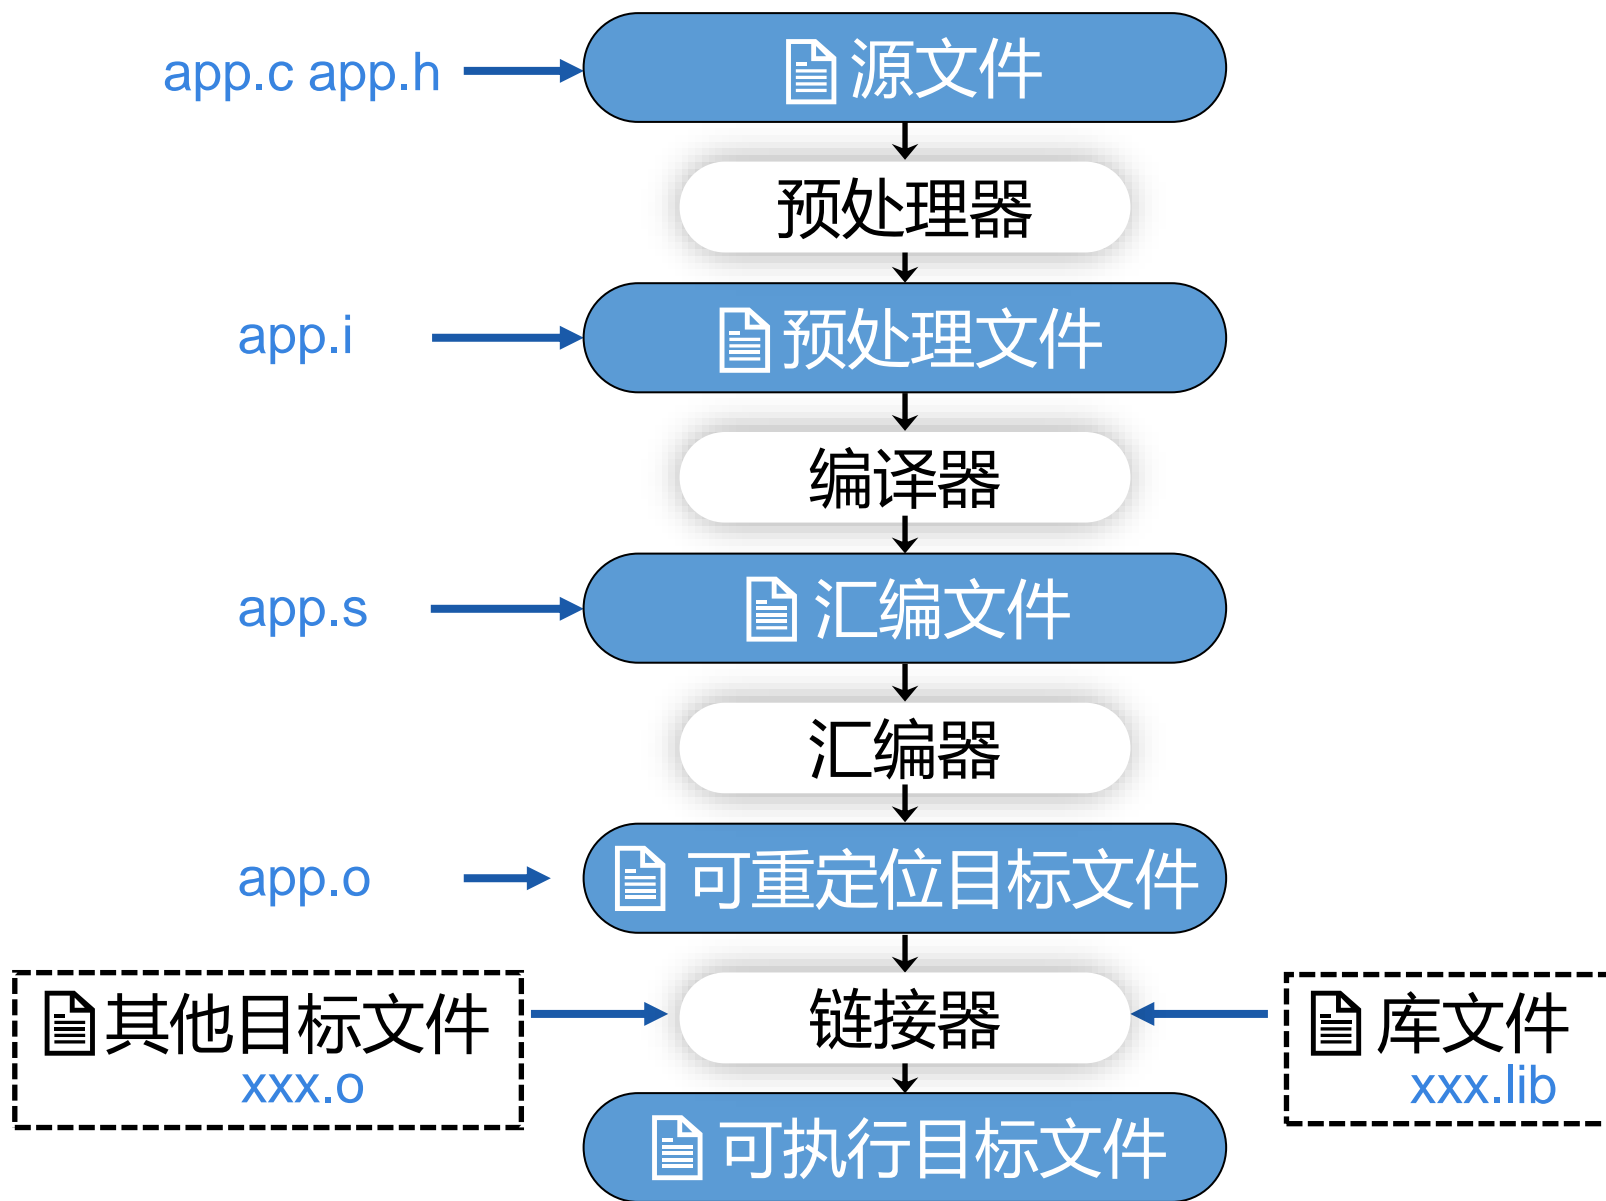 app.c app.h
源文件
预处理器
app.i
预处理文件
编译器
app.s
汇编文件
汇编器
app.o
可重定位目标文件
其他目标文件
xxx.o
链接器
库文件
xxx.lib
可执行目标文件